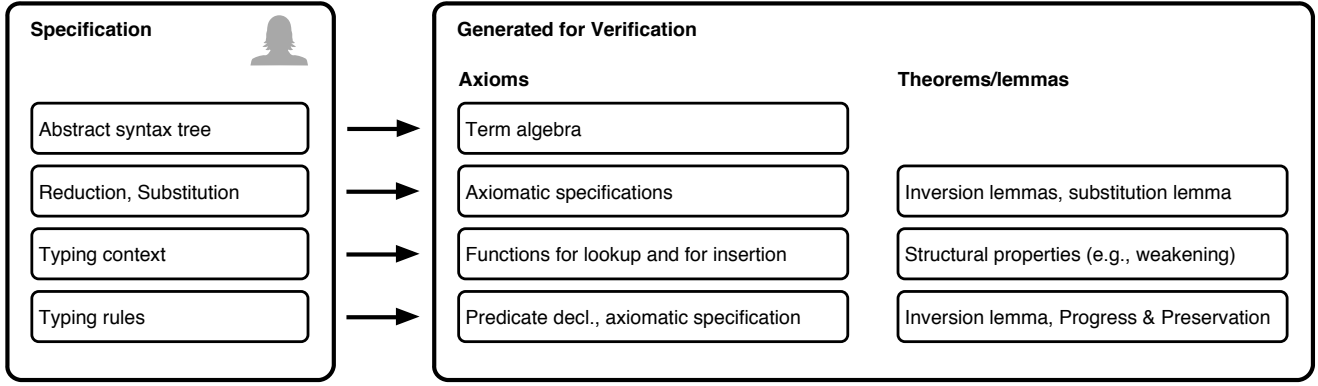 Specification
Generated for Verification
Axioms
Theorems/lemmas
Abstract syntax tree
Term algebra
Reduction, Substitution
Axiomatic specifications
Inversion lemmas, substitution lemma
Typing context
Functions for lookup and for insertion
Structural properties (e.g., weakening)
Typing rules
Predicate decl., axiomatic specification
Inversion lemma, Progress & Preservation